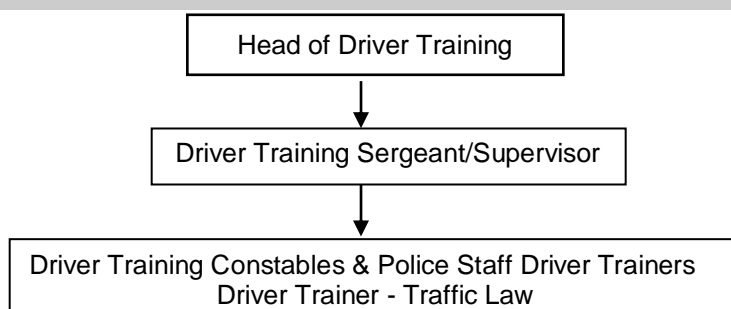 Head of Driver Training
Driver Training Sergeant/Supervisor
Driver Training Constables & Police Staff Driver Trainers
Driver Trainer - Traffic Law